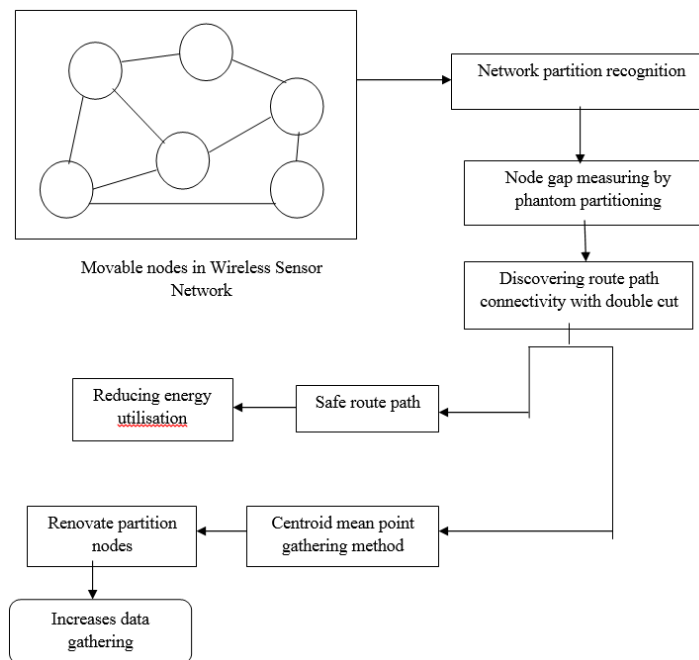 Network partition recognition
Node gap measuring by
phantom partitioning
Movable nodes in Wireless Sensor
Network
Discovering route path
connectivity with double cut
Reducing energy
utilisation
Safe route path
Renovate partition
nodes
Centroid mean point
gathering method
Increases data
gathering